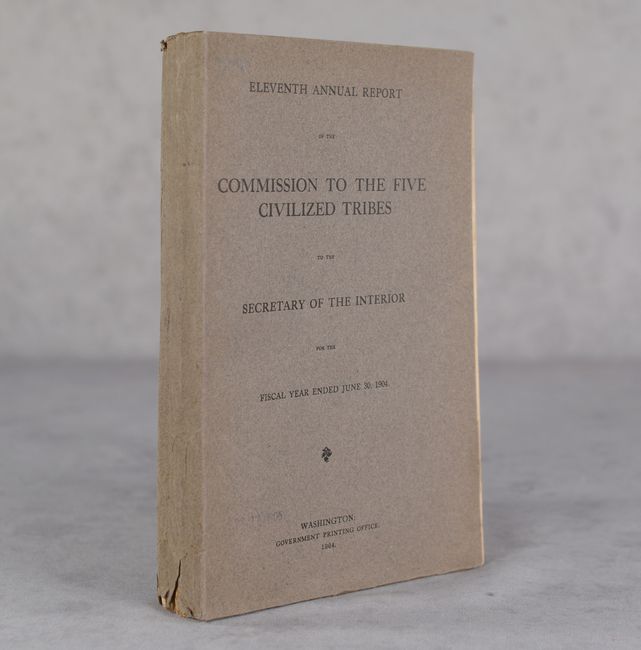 ELEVENTH ANNUAL REPORT
OF THE
COMMISSION TO THE FIVE
CIVILIZED TRIBES
TO THE
SECRETARY OF THE INTERIOR
FOR THE
FISCAL YEAR ENDED JUNE 30, 1904.
WASHINGTON:
GOVERNMENT PRINTING OFFICE.
1904.